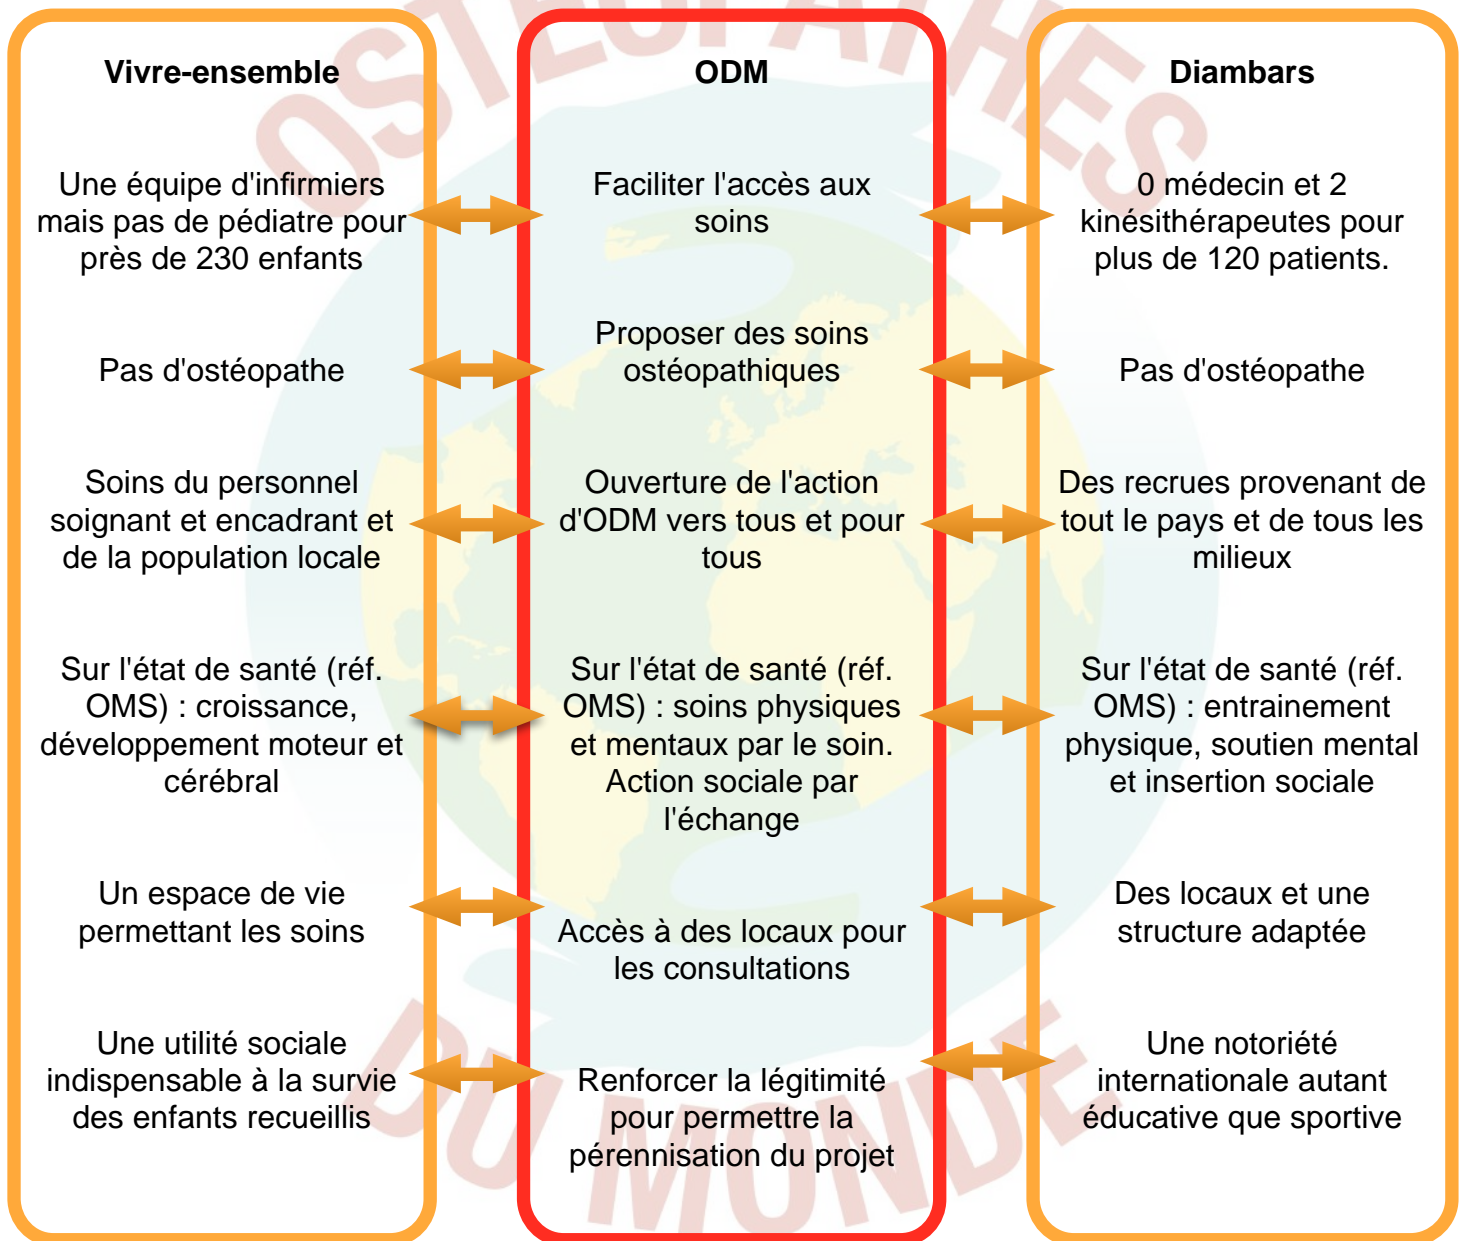 OSTEOPATHES
Vivre-ensemble
Une équipe d'infirmiers
mais pas de pédiatre pour
près de 230 enfants
Pas d'ostéopathe
Soins du personnel
soignant et encadrant et
de la population locale
Sur l'état de santé (réf.
OMS) : croissance,
développement moteur et
cérébral
Un espace de vie
permettant les soins
Une utilité sociale
indispensable à la survie
des enfants recueillis
ODM
Faciliter l'accès aux
soins
Proposer des soins
ostéopathiques
Ouverture de l'action
d'ODM vers tous et pour
tous
Sur l'état de santé (réf.
OMS) : soins physiques
et mentaux par le soin.
Action sociale par
l'échange
Accès à des locaux pour
les consultations
Renforcer la légitimité
pour permettre la
pérennisation du projet
Diambars
0 médecin et 2
kinésithérapeutes pour
plus de 120 patients.
Pas d'ostéopathe
Des recrues provenant de
tout le pays et de tous les
milieux
Sur l'état de santé (réf.
OMS) : entrainement
physique, soutien mental
et insertion sociale
Des locaux et une
structure adaptée
Une notoriété
internationale autant
éducative que sportive
DU MONDE